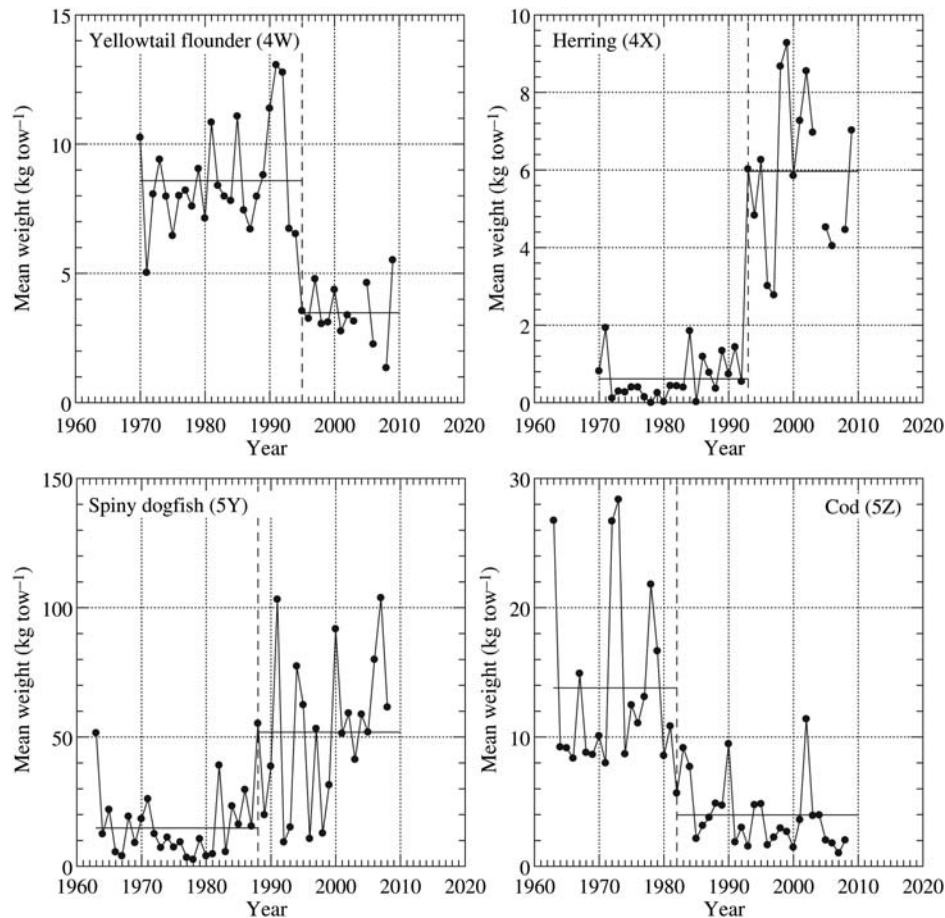 Yellowtail flounder (4W)
Mean weight (kg tow⁻¹)
15
10
5
0
1960 1970 1980 1990 2000 2010 2020
Year
Herring (4X)
Mean weight (kg tow⁻¹)
10
8
6
4
2
0
1960 1970 1980 1990 2000 2010 2020
Year
Spiny dogfish (5Y)
Mean weight (kg tow⁻¹)
150
100
50
0
1960 1970 1980 1990 2000 2010 2020
Year
Cod (5Z)
Mean weight (kg tow⁻¹)
30
20
10
0
1960 1970 1980 1990 2000 2010 2020
Year